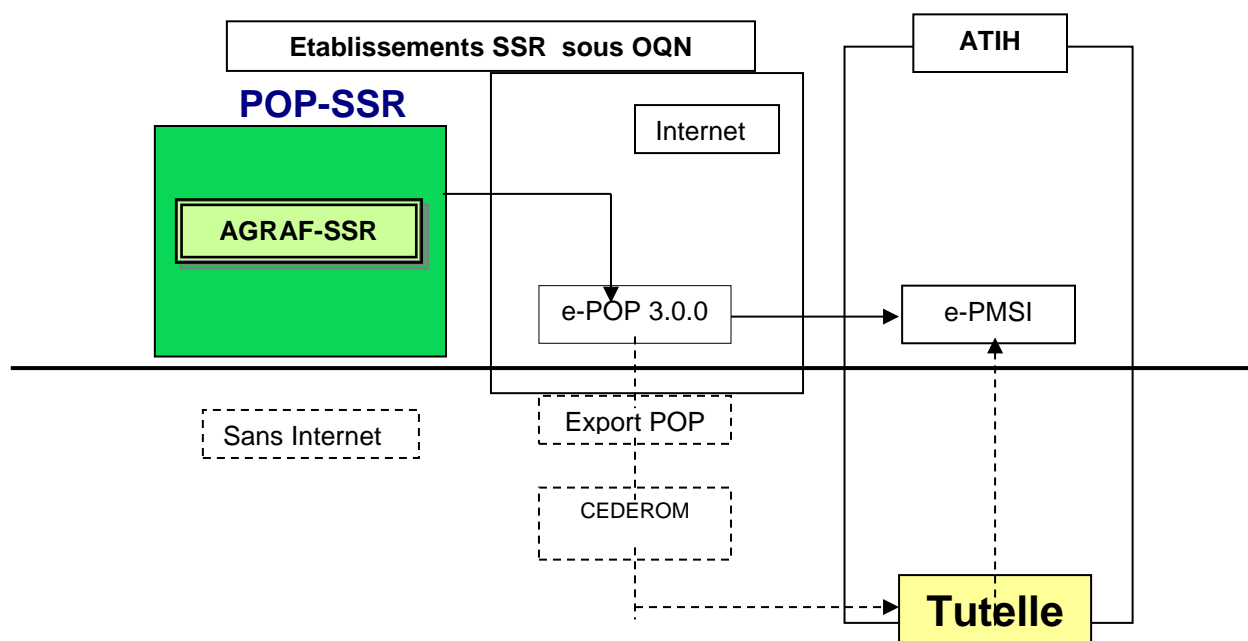 Etablissements SSR sous OQN
ATIH
POP-SSR
Internet
AGRAF-SSR
e-POP 3.0.0
e-PMSI
Sans Internet
Export POP
CEDEROM
Tutelle